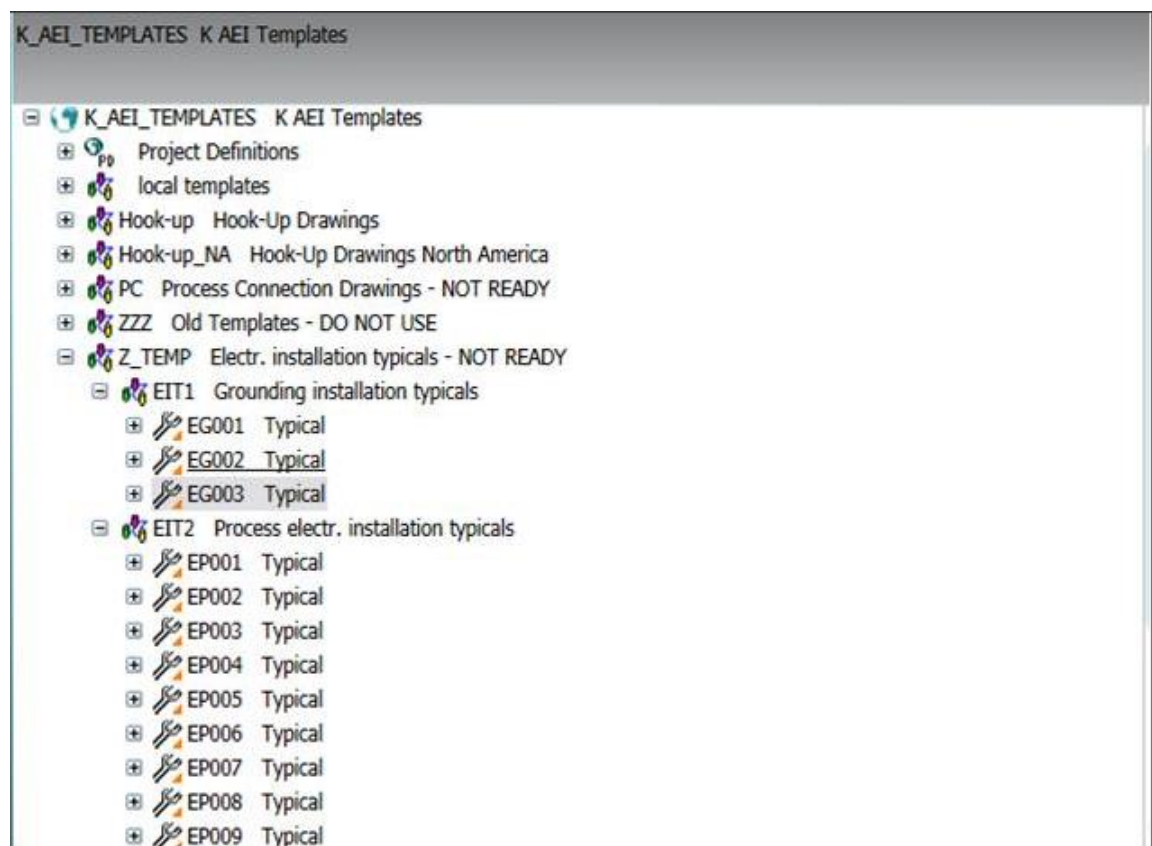 K_AEI_TEMPLATES K AEI Templates
K_AEI_TEMPLATES K AEI Templates
PD Project Definitions
local templates
Hook-up Hook-Up Drawings
Hook-up_NA Hook-Up Drawings North America
PC Process Connection Drawings - NOT READY
ZZZ Old Templates - DO NOT USE
Z_TEMP Electr. installation typicals - NOT READY
EIT1 Grounding installation typicals
EG001 Typical
EG002 Typical
EG003 Typical
EIT2 Process electr. installation typicals
EP001 Typical
EP002 Typical
EP003 Typical
EP004 Typical
EP005 Typical
EP006 Typical
EP007 Typical
EP008 Typical
EP009 Typical